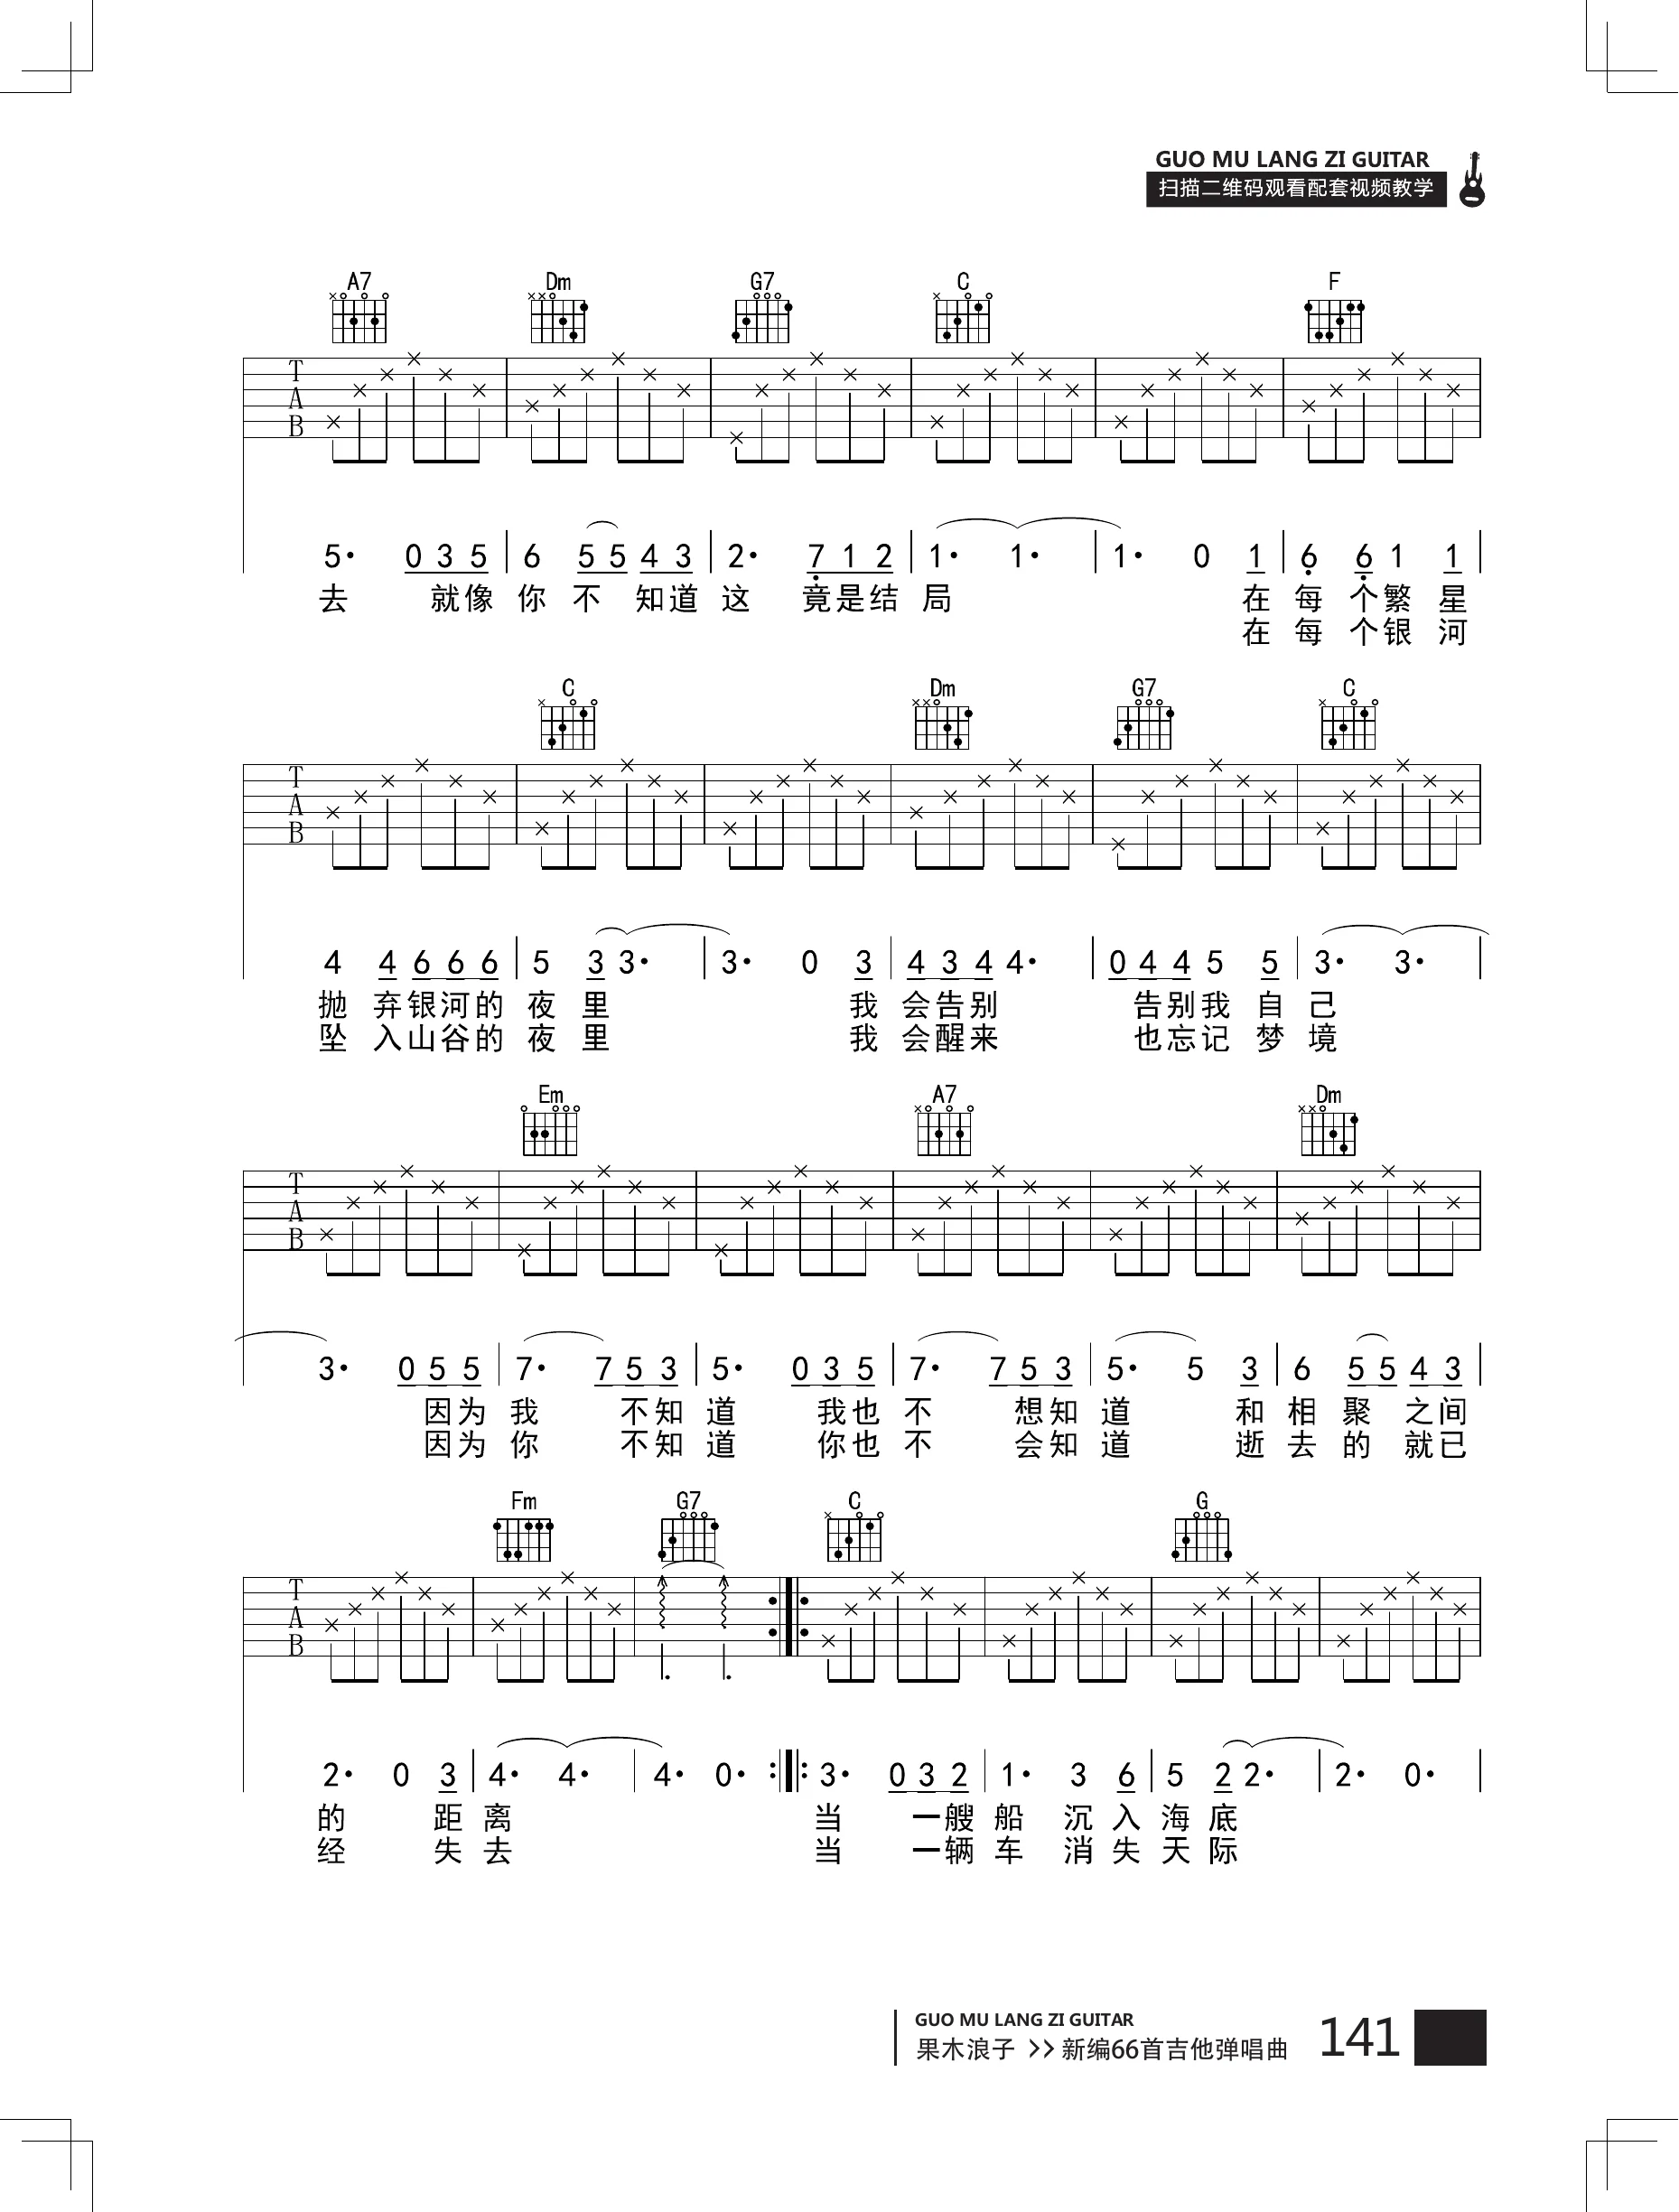 GUO MU LANG ZI GUITAR
扫描二维码观看配套视频教学
A7 Dm G7 C F
T
A
B
5· 0 3 5 6 5 5 4 3 2· 7 1 2 1· 1· 1· 0 1 6 6 1 1
去 就像 你 不 知道 这 竟是结 局 在 每 个繁 星
在 每 个银 河
C Dm G7 C
T
A
B
4 4 6 6 6 5 3 3· 3· 0 3 4 3 4 4· 0 4 4 5 5 3· 3·
抛 弃银河的 夜 里 我 会告别 告别我 自 己
坠 入山谷的 夜 里 我 会醒来 也忘记 梦 境
Em A7 Dm
T
A
B
3· 0 5 5 7· 7 5 3 5· 0 3 5 7· 7 5 3 5· 5 3 6 5 5 4 3
因为 我 不知 道 我也 不 想知 道 和 相 聚 之间
因为 你 不知 道 你也 不 会知 道 逝 去 的 就已
Fm G7 C G
T
A
B
2· 0 3 4· 4· 4· 0· 3· 0 3 2 1· 3 6 5 2 2· 2· 0·
的 距 离 当 一艘 船 沉 入 海 底
经 失 去 当 一辆 车 消 失 天 际
GUO MU LANG ZI GUITAR
果木浪子 >> 新编66首吉他弹唱曲 141